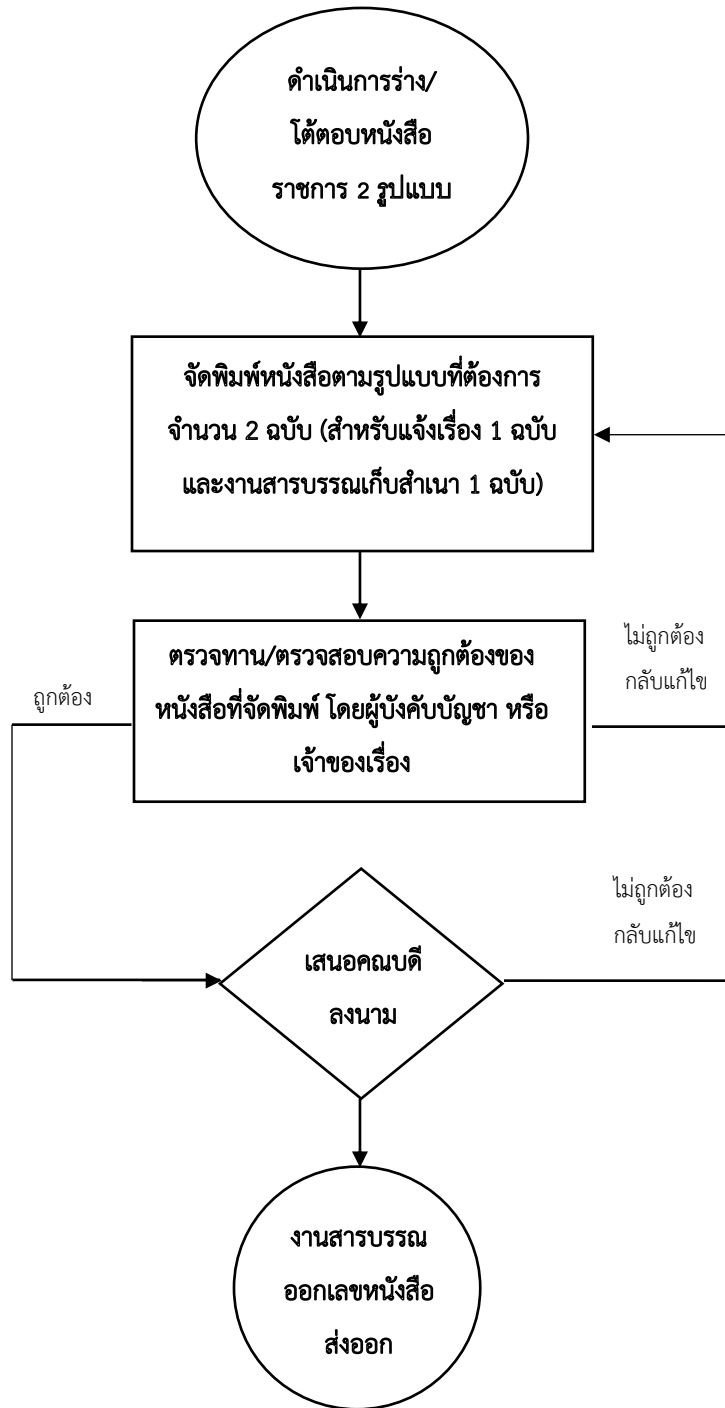 ดำเนินการร่าง/
โต้ตอบหนังสือ
ราชการ 2 รูปแบบ
จัดพิมพ์หนังสือตามรูปแบบที่ต้องการ
จำนวน 2 ฉบับ (สำหรับแจ้งเรื่อง 1 ฉบับ
และงานสารบรรณเก็บสำเนา 1 ฉบับ)
ตรวจทาน/ตรวจสอบความถูกต้องของ
หนังสือที่จัดพิมพ์ โดยผู้บังคับบัญชา หรือ
เจ้าของเรื่อง
ไม่ถูกต้อง
กลับแก้ไข
ถูกต้อง
เสนอคณบดี
ลงนาม
ไม่ถูกต้อง
กลับแก้ไข
งานสารบรรณ
ออกเลขหนังสือ
ส่งออก